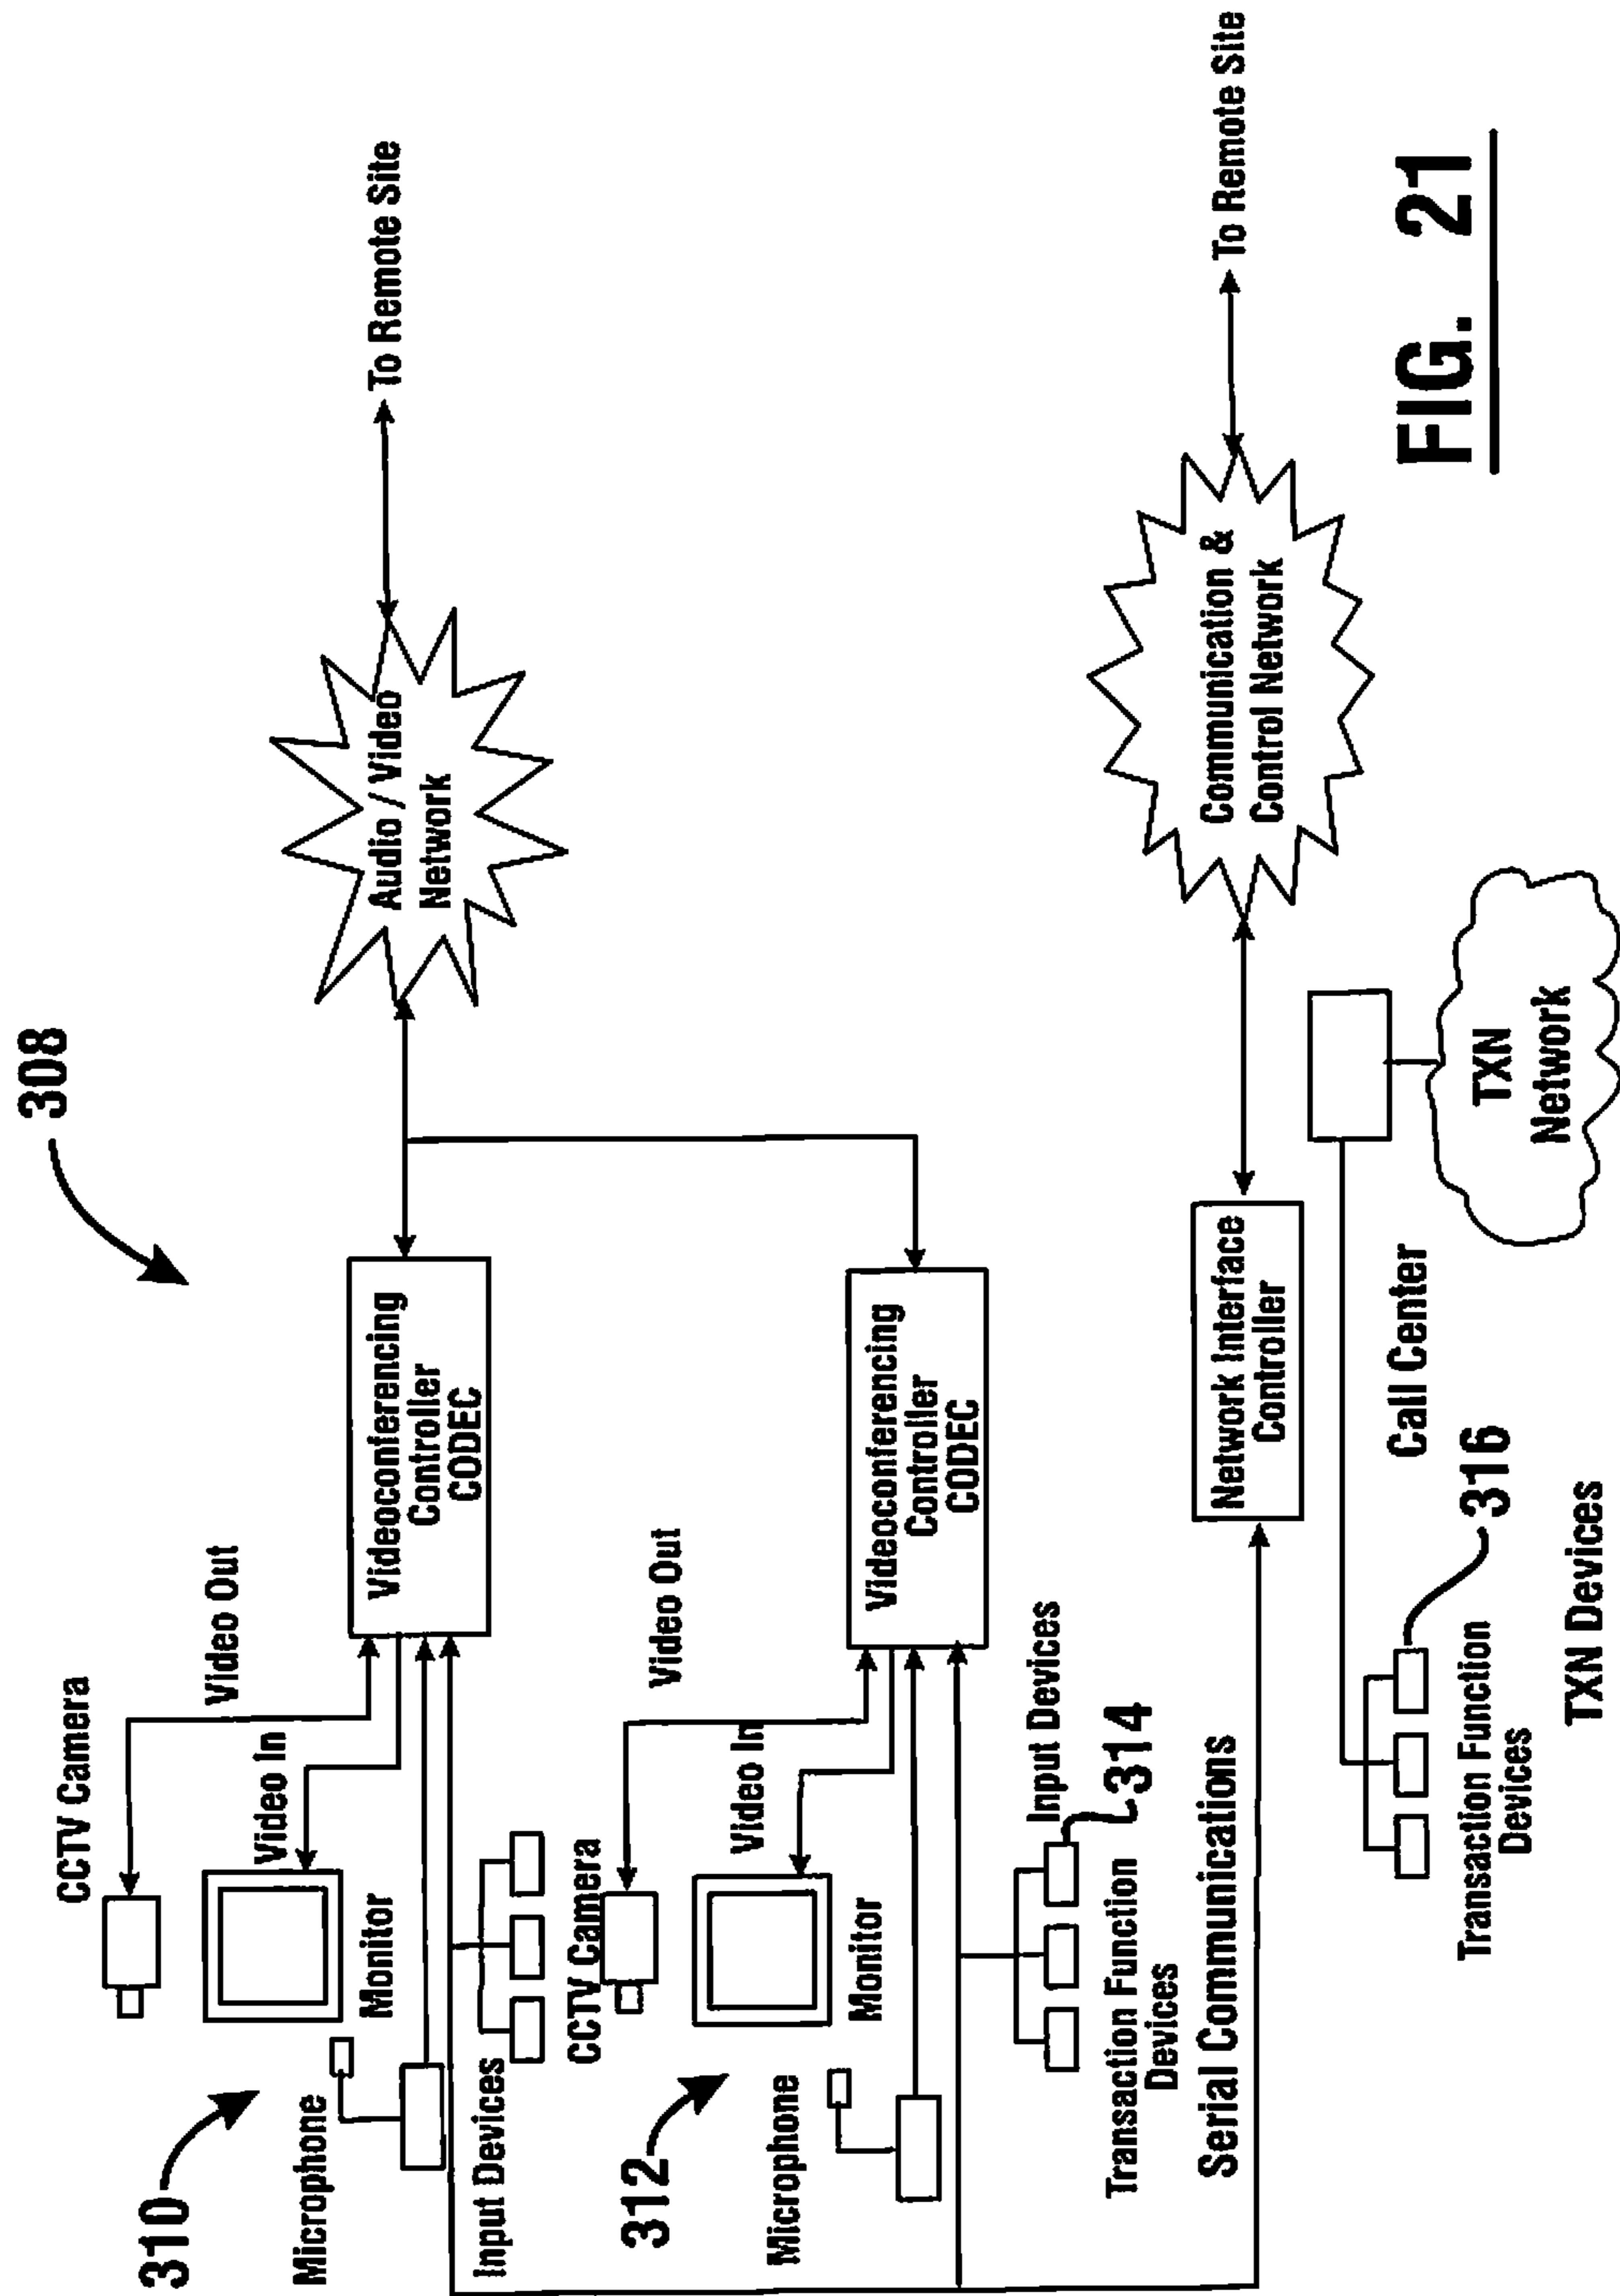 308
310
CCTV Camera
Video Out
Video In
Microphone
Monitor
Input Devices
Videoconferencing
Controller
CODEC
Audio / Video
Network
To Remote Site
312
CCTV Camera
Video Out
Video In
Microphone
Monitor
Input Devices
314
Transaction Function
Devices
Videoconferencing
Controller
CODEC
Serial Communications
Network Interface
Controller
Communication &
Control Network
To Remote Site
Call Center
316
Transaction Function
Devices
TXN Devices
TXN
Network
FIG. 21